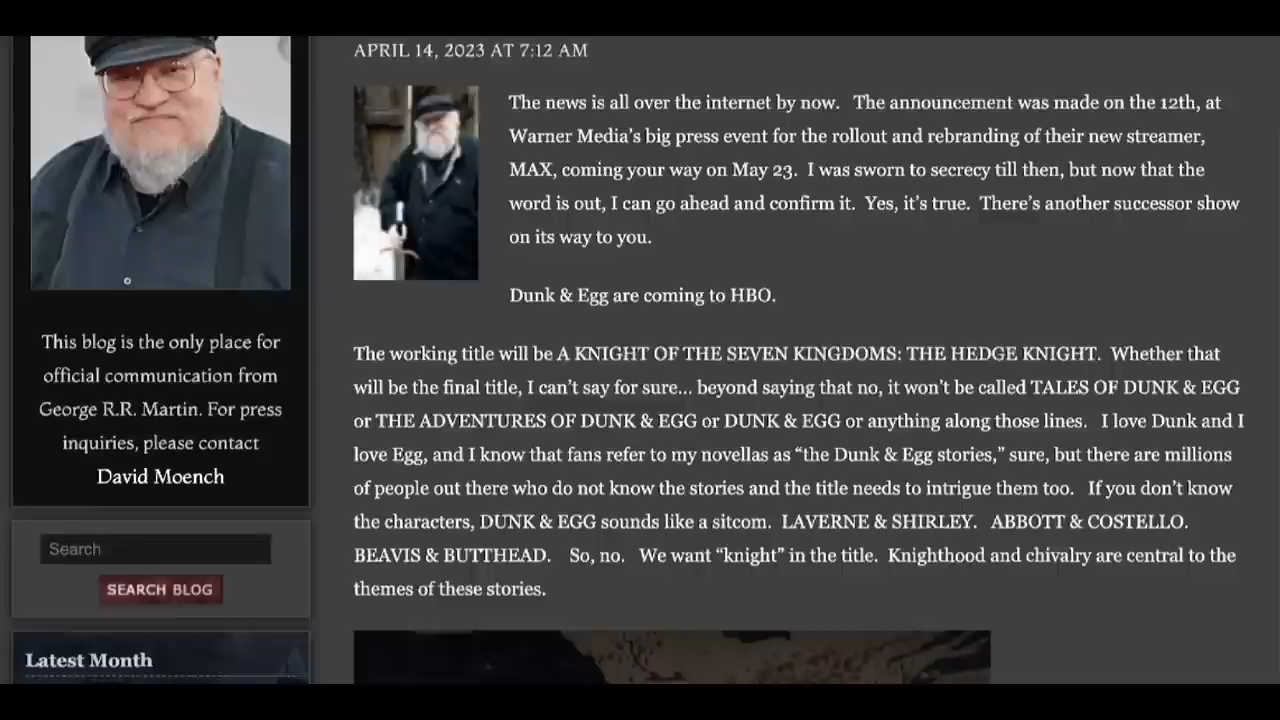 APRIL 14, 2023 AT 7:12 AM
The news is all over the internet by now. The announcement was made on the 12th, at
Warner Media’s big press event for the rollout and rebranding of their new streamer,
MAX, coming your way on May 23. I was sworn to secrecy till then, but now that the
word is out, I can go ahead and confirm it. Yes, it’s true. There’s another successor show
on its way to you.
Dunk & Egg are coming to HBO.
The working title will be A KNIGHT OF THE SEVEN KINGDOMS: THE HEDGE KNIGHT. Whether that
will be the final title, I can’t say for sure… beyond saying that no, it won’t be called TALES OF DUNK & EGG
or THE ADVENTURES OF DUNK & EGG or DUNK & EGG or anything along those lines. I love Dunk and I
love Egg, and I know that fans refer to my novellas as “the Dunk & Egg stories,” sure, but there are millions
of people out there who do not know the stories and the title needs to intrigue them too. If you don’t know
the characters, DUNK & EGG sounds like a sitcom. LAVERNE & SHIRLEY. ABBOTT & COSTELLO.
BEAVIS & BUTTHEAD. So, no. We want “knight” in the title. Knighthood and chivalry are central to the
themes of these stories.
This blog is the only place for
official communication from
George R.R. Martin. For press
inquiries, please contact
David Moench
Search
SEARCH BLOG
Latest Month